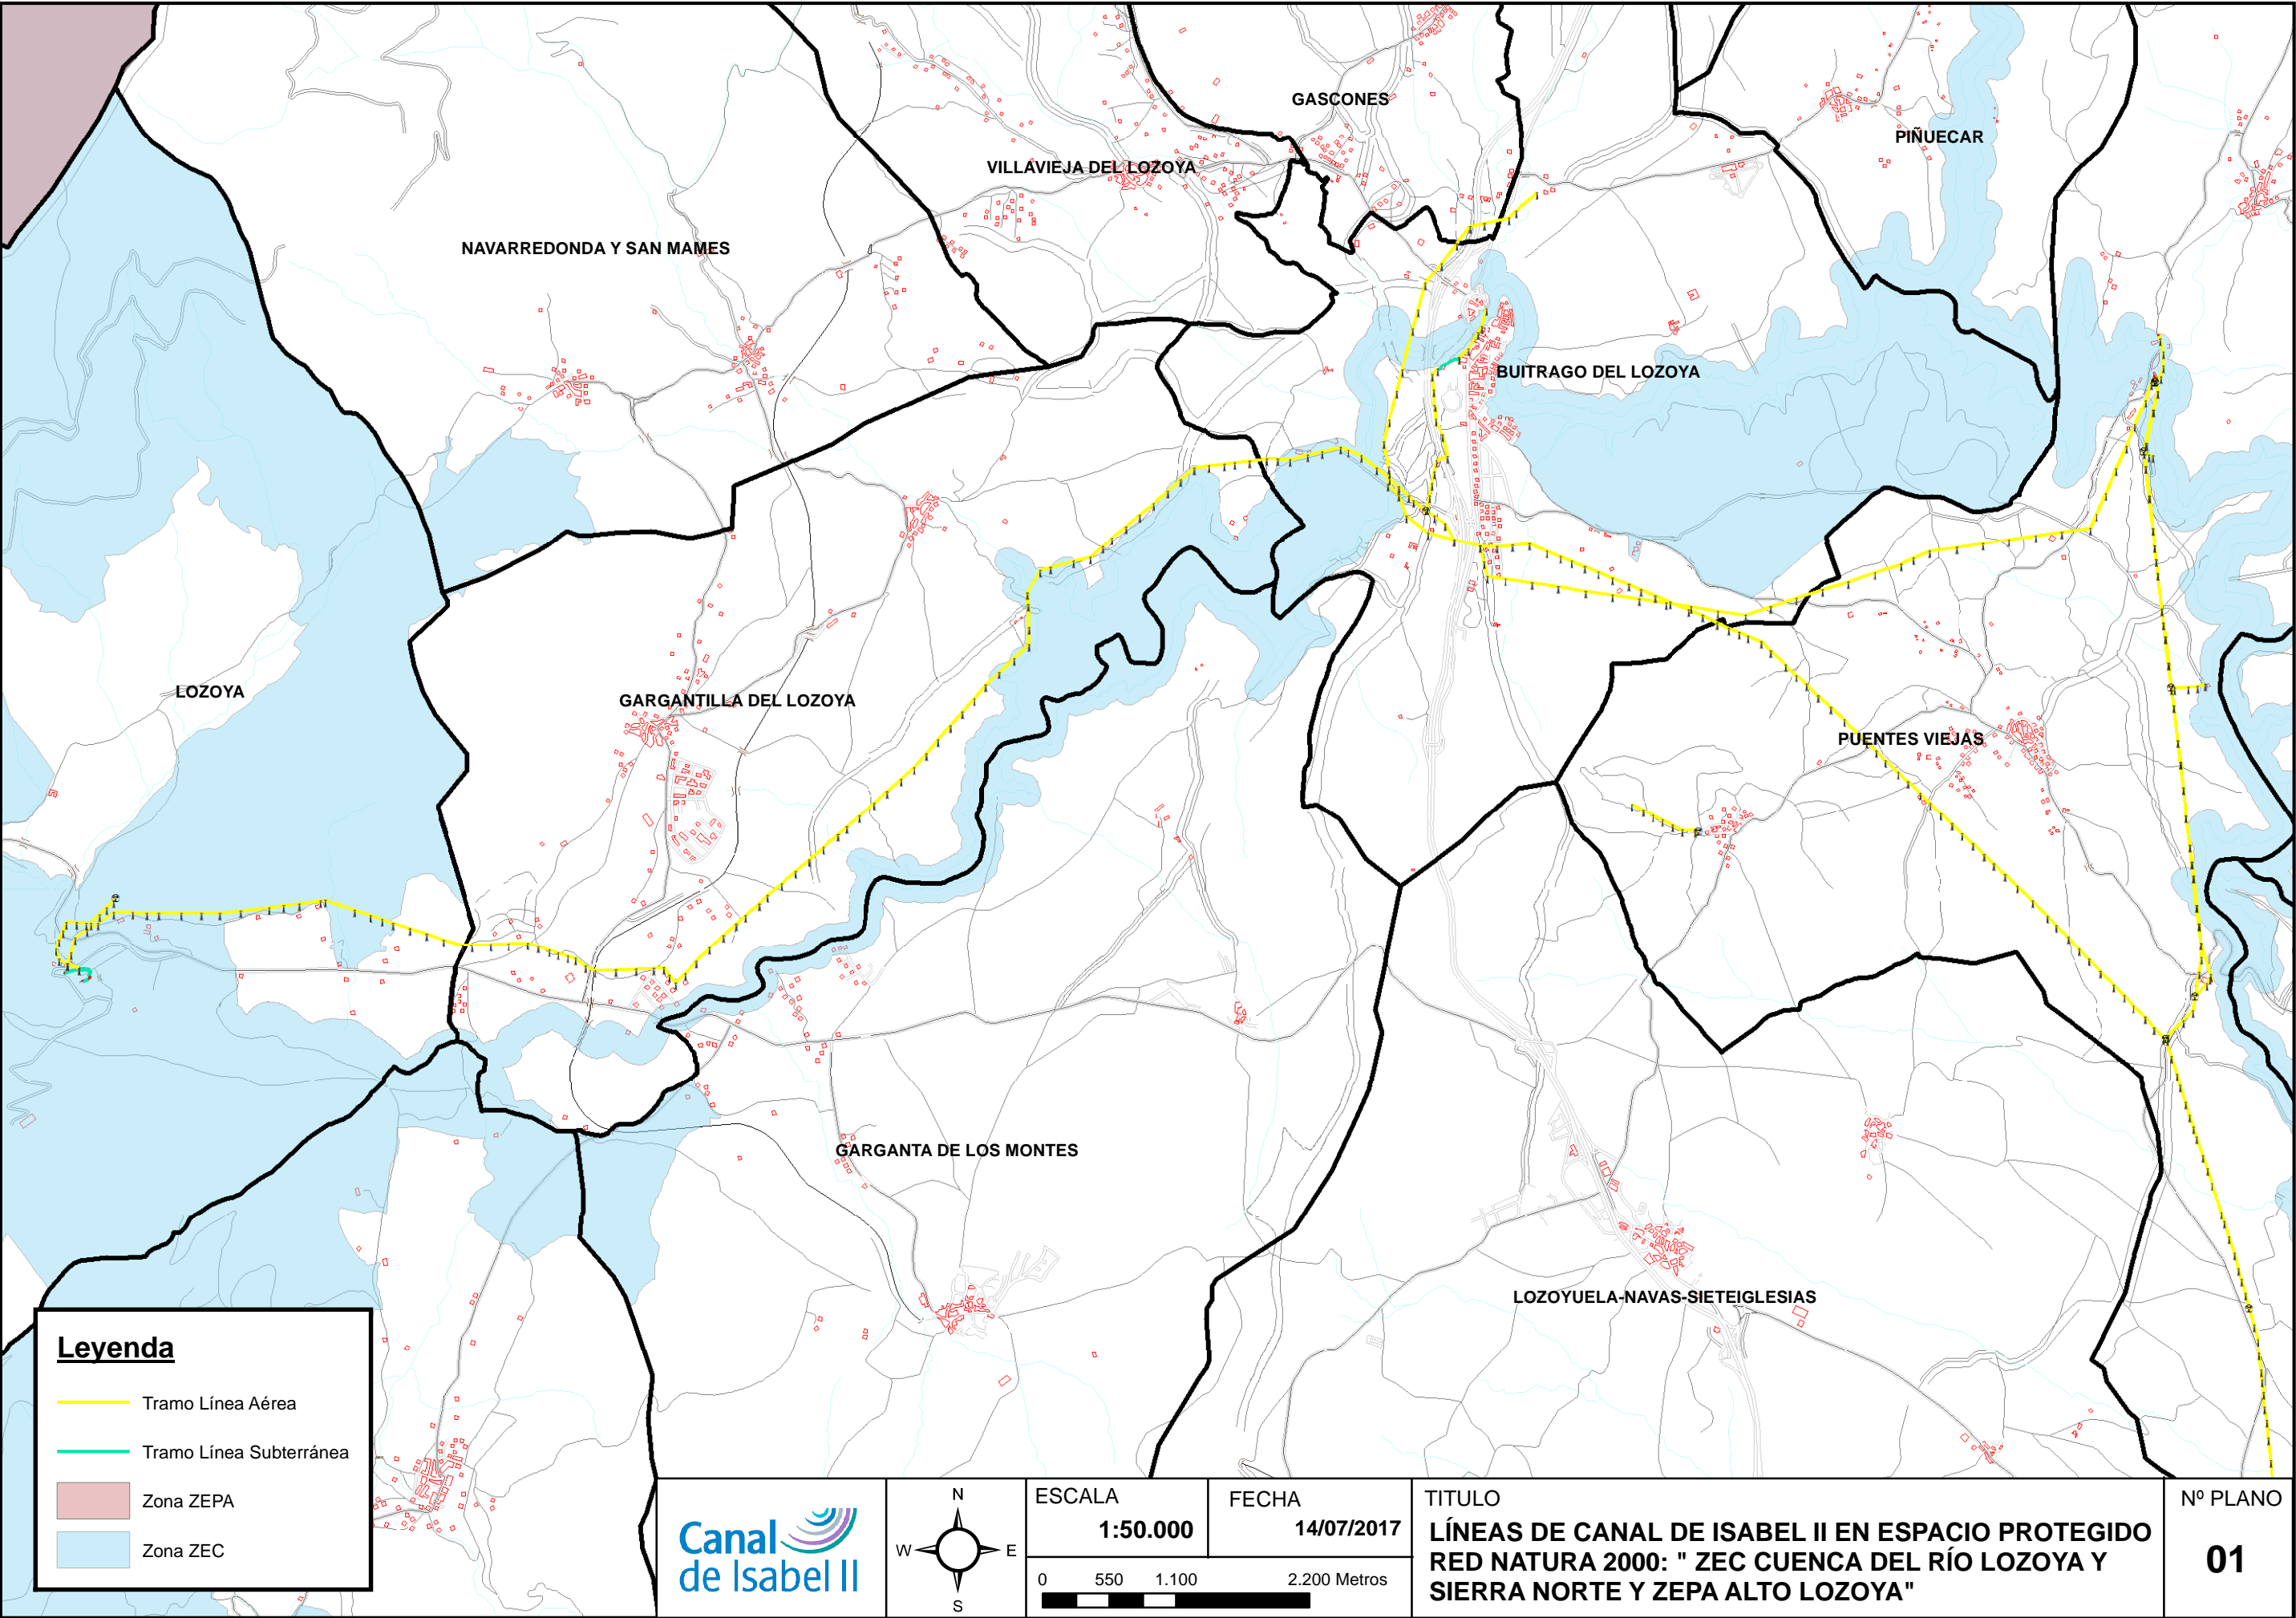 GASCONES
PIÑUECAR
VILLAVIEJA DEL LOZOYA
NAVARREDONDA Y SAN MAMES
BUITRAGO DEL LOZOYA
LOZOYA
GARGANTILLA DEL LOZOYA
PUENTES VIEJAS
GARGANTA DE LOS MONTES
LOZOYUELA-NAVAS-SIETEIGLESIAS
Leyenda
Tramo Línea Aérea
Tramo Línea Subterránea
Zona ZEPA
Zona ZEC
Canal
de Isabel II
N
W
E
S
ESCALA
1:50.000
FECHA
14/07/2017
0 550 1.100 2.200 Metros
TITULO
LÍNEAS DE CANAL DE ISABEL II EN ESPACIO PROTEGIDO
RED NATURA 2000: " ZEC CUENCA DEL RÍO LOZOYA Y
SIERRA NORTE Y ZEPA ALTO LOZOYA"
Nº PLANO
01